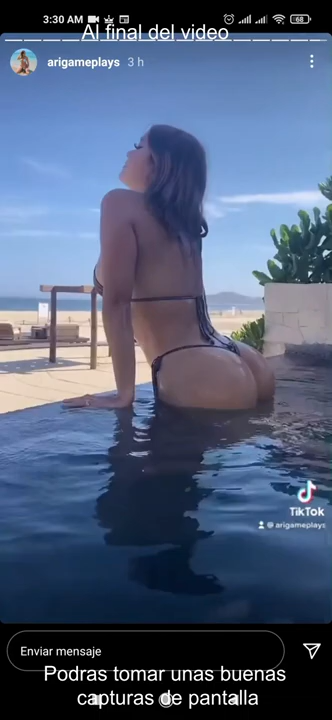 3:30 AM
68
Al final del video
arigameplays 3 h
TikTok
@arigameplays
Enviar mensaje
Podras tomar unas buenas
capturas de pantalla